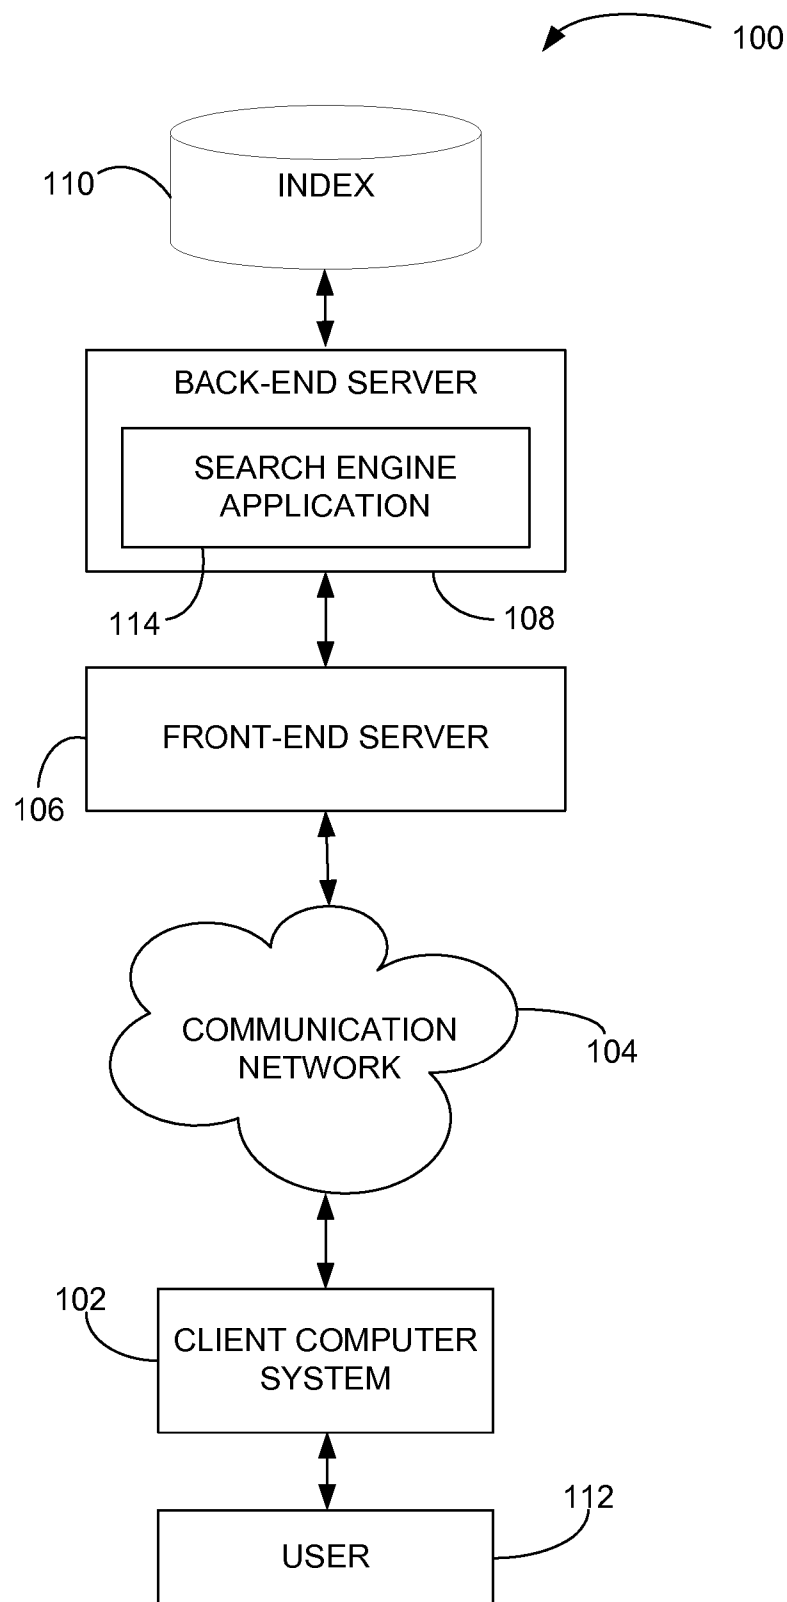 100
110
INDEX
BACK-END SERVER
SEARCH ENGINE
APPLICATION
114
108
FRONT-END SERVER
106
COMMUNICATION
NETWORK
104
102
CLIENT COMPUTER
SYSTEM
112
USER